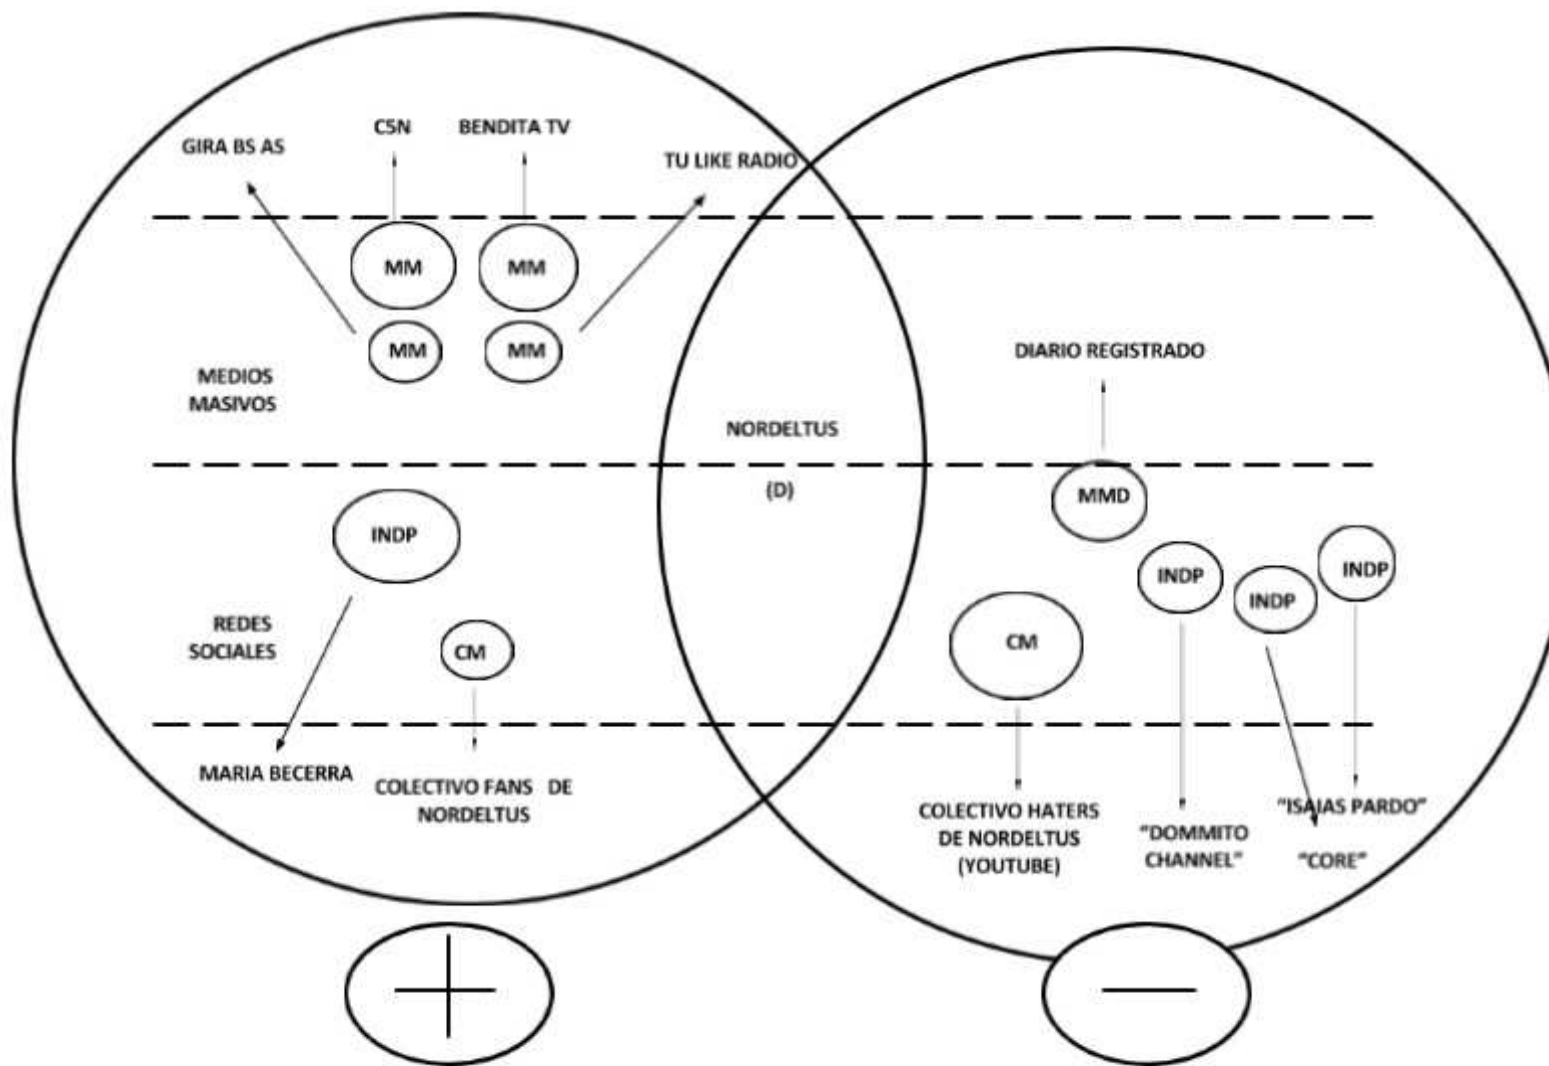 C5N
BENDITA TV
GIRA BS AS
TU LIKE RADIO
MM
MM
MM
MM
MEDIOS
MASIVOS
DIARIO REGISTRADO
NORDELTUS
(D)
MMD
INDP
INDP
INDP
INDP
REDES
SOCIALES
CM
CM
MARIA BECERRA
COLECTIVO FANS DE
NORDELTUS
COLECTIVO HATERS
DE NORDELTUS
(YOUTUBE)
"DOMMITO
CHANNEL"
"ISAIAS PARDO"
"CORE"